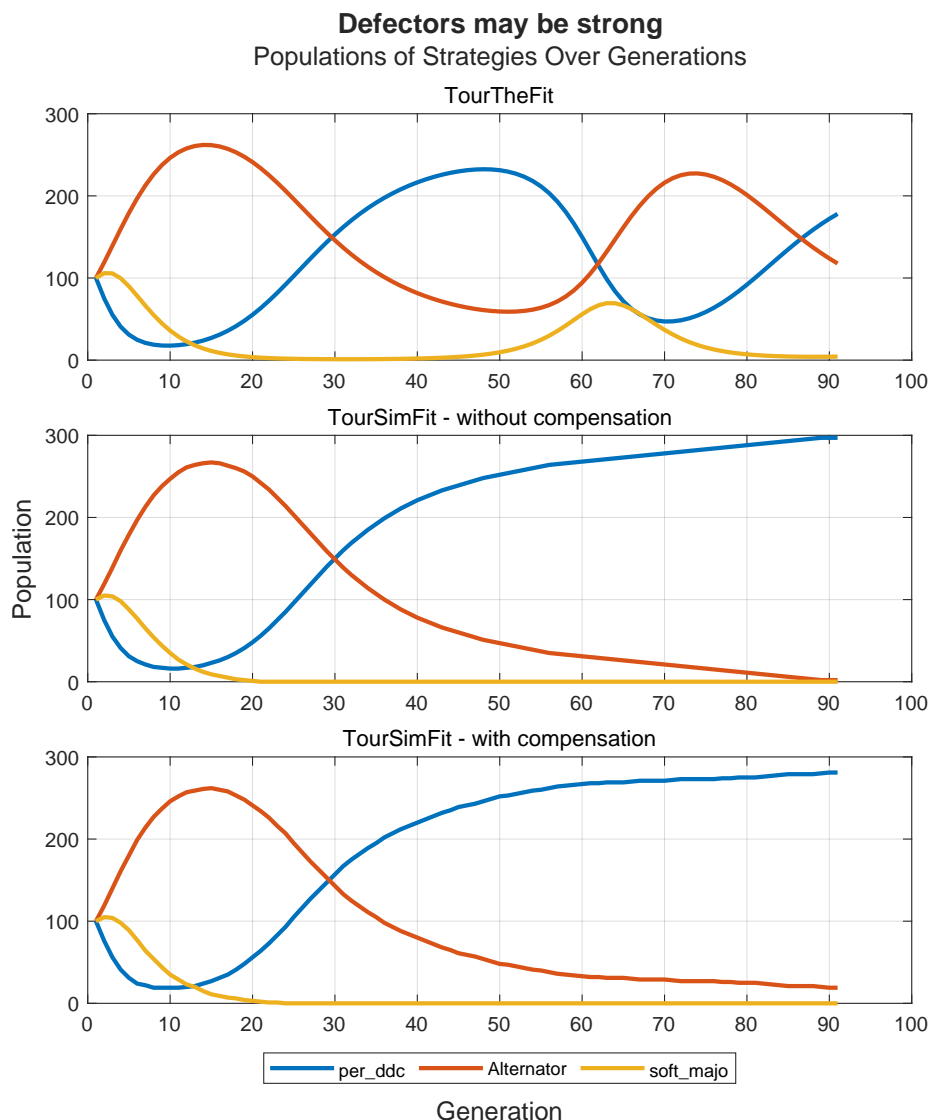 Defectors may be strong
Populations of Strategies Over Generations
TourTheFit
300
200
100
0
0 10 20 30 40 50 60 70 80 90 100
TourSimFit - without compensation
300
200
100
0
0 10 20 30 40 50 60 70 80 90 100
Population
TourSimFit - with compensation
300
200
100
0
0 10 20 30 40 50 60 70 80 90 100
per_ddc Alternator soft_majo
Generation